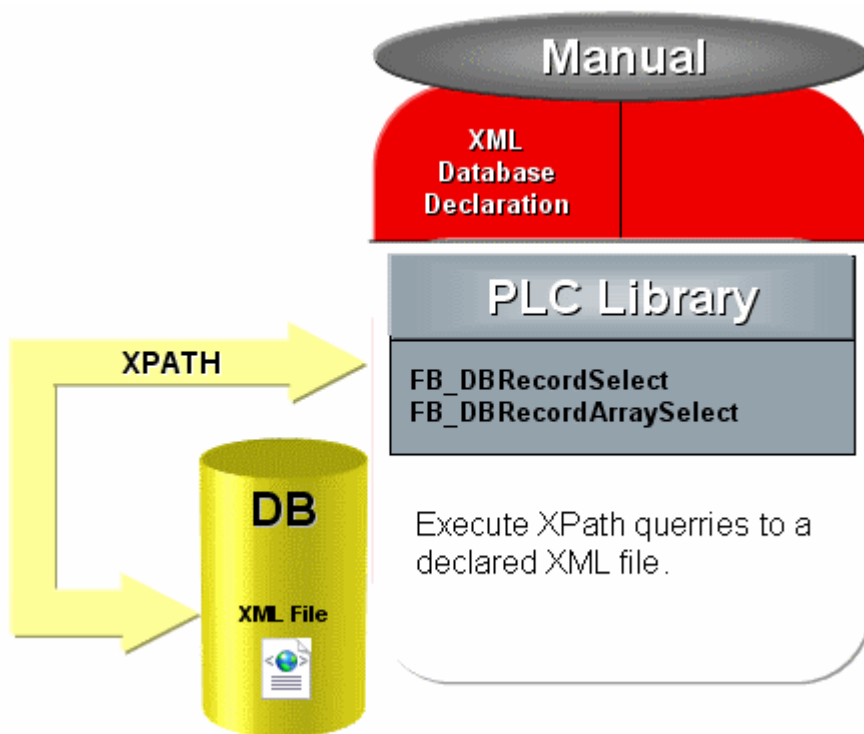 Manual
XML
Database
Declaration
PLC Library
XPATH
FB_DBRecordSelect
FB_DBRecordArraySelect
DB
XML File
Execute XPath querries to a
declared XML file.